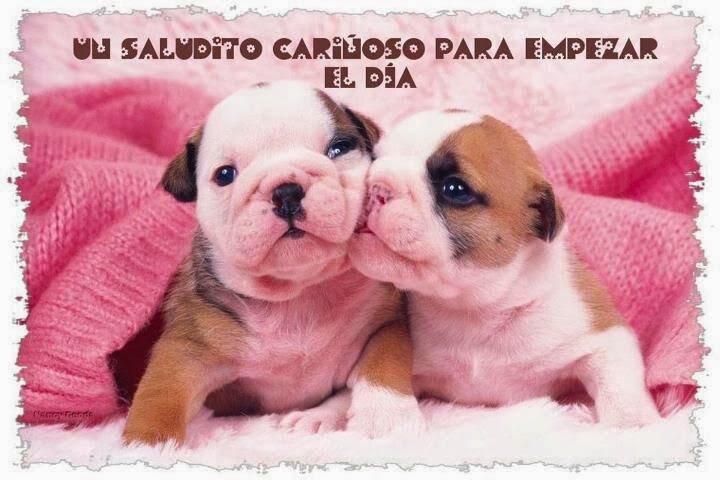 UN SALUDITO CARIÑOSO PARA EMPEZAR
EL DÍA